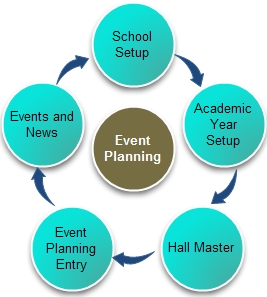 School
Setup
Academic
Year
Setup
Hall Master
Event
Planning
Entry
Events and
News
Event
Planning